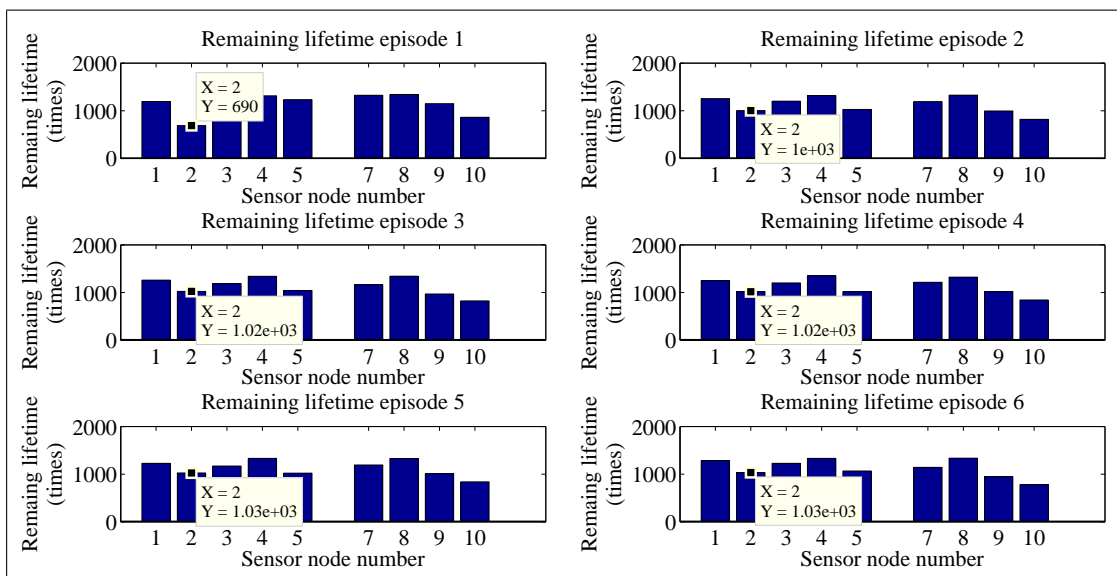 Remaining lifetime episode 1
Remaing lifetime
(times)
2000
1000
0
X = 2
Y = 690
1 2 3 4 5 7 8 9 10
Sensor node number
Remaining lifetime episode 2
Remaing lifetime
(times)
2000
1000
0
X = 2
Y = 1e+03
1 2 3 4 5 7 8 9 10
Sensor node number
Remaining lifetime episode 3
Remaing lifetime
(times)
2000
1000
0
X = 2
Y = 1.02e+03
1 2 3 4 5 7 8 9 10
Sensor node number
Remaining lifetime episode 4
Remaing lifetime
(times)
2000
1000
0
X = 2
Y = 1.02e+03
1 2 3 4 5 7 8 9 10
Sensor node number
Remaining lifetime episode 5
Remaing lifetime
(times)
2000
1000
0
X = 2
Y = 1.03e+03
1 2 3 4 5 7 8 9 10
Sensor node number
Remaining lifetime episode 6
Remaing lifetime
(times)
2000
1000
0
X = 2
Y = 1.03e+03
1 2 3 4 5 7 8 9 10
Sensor node number